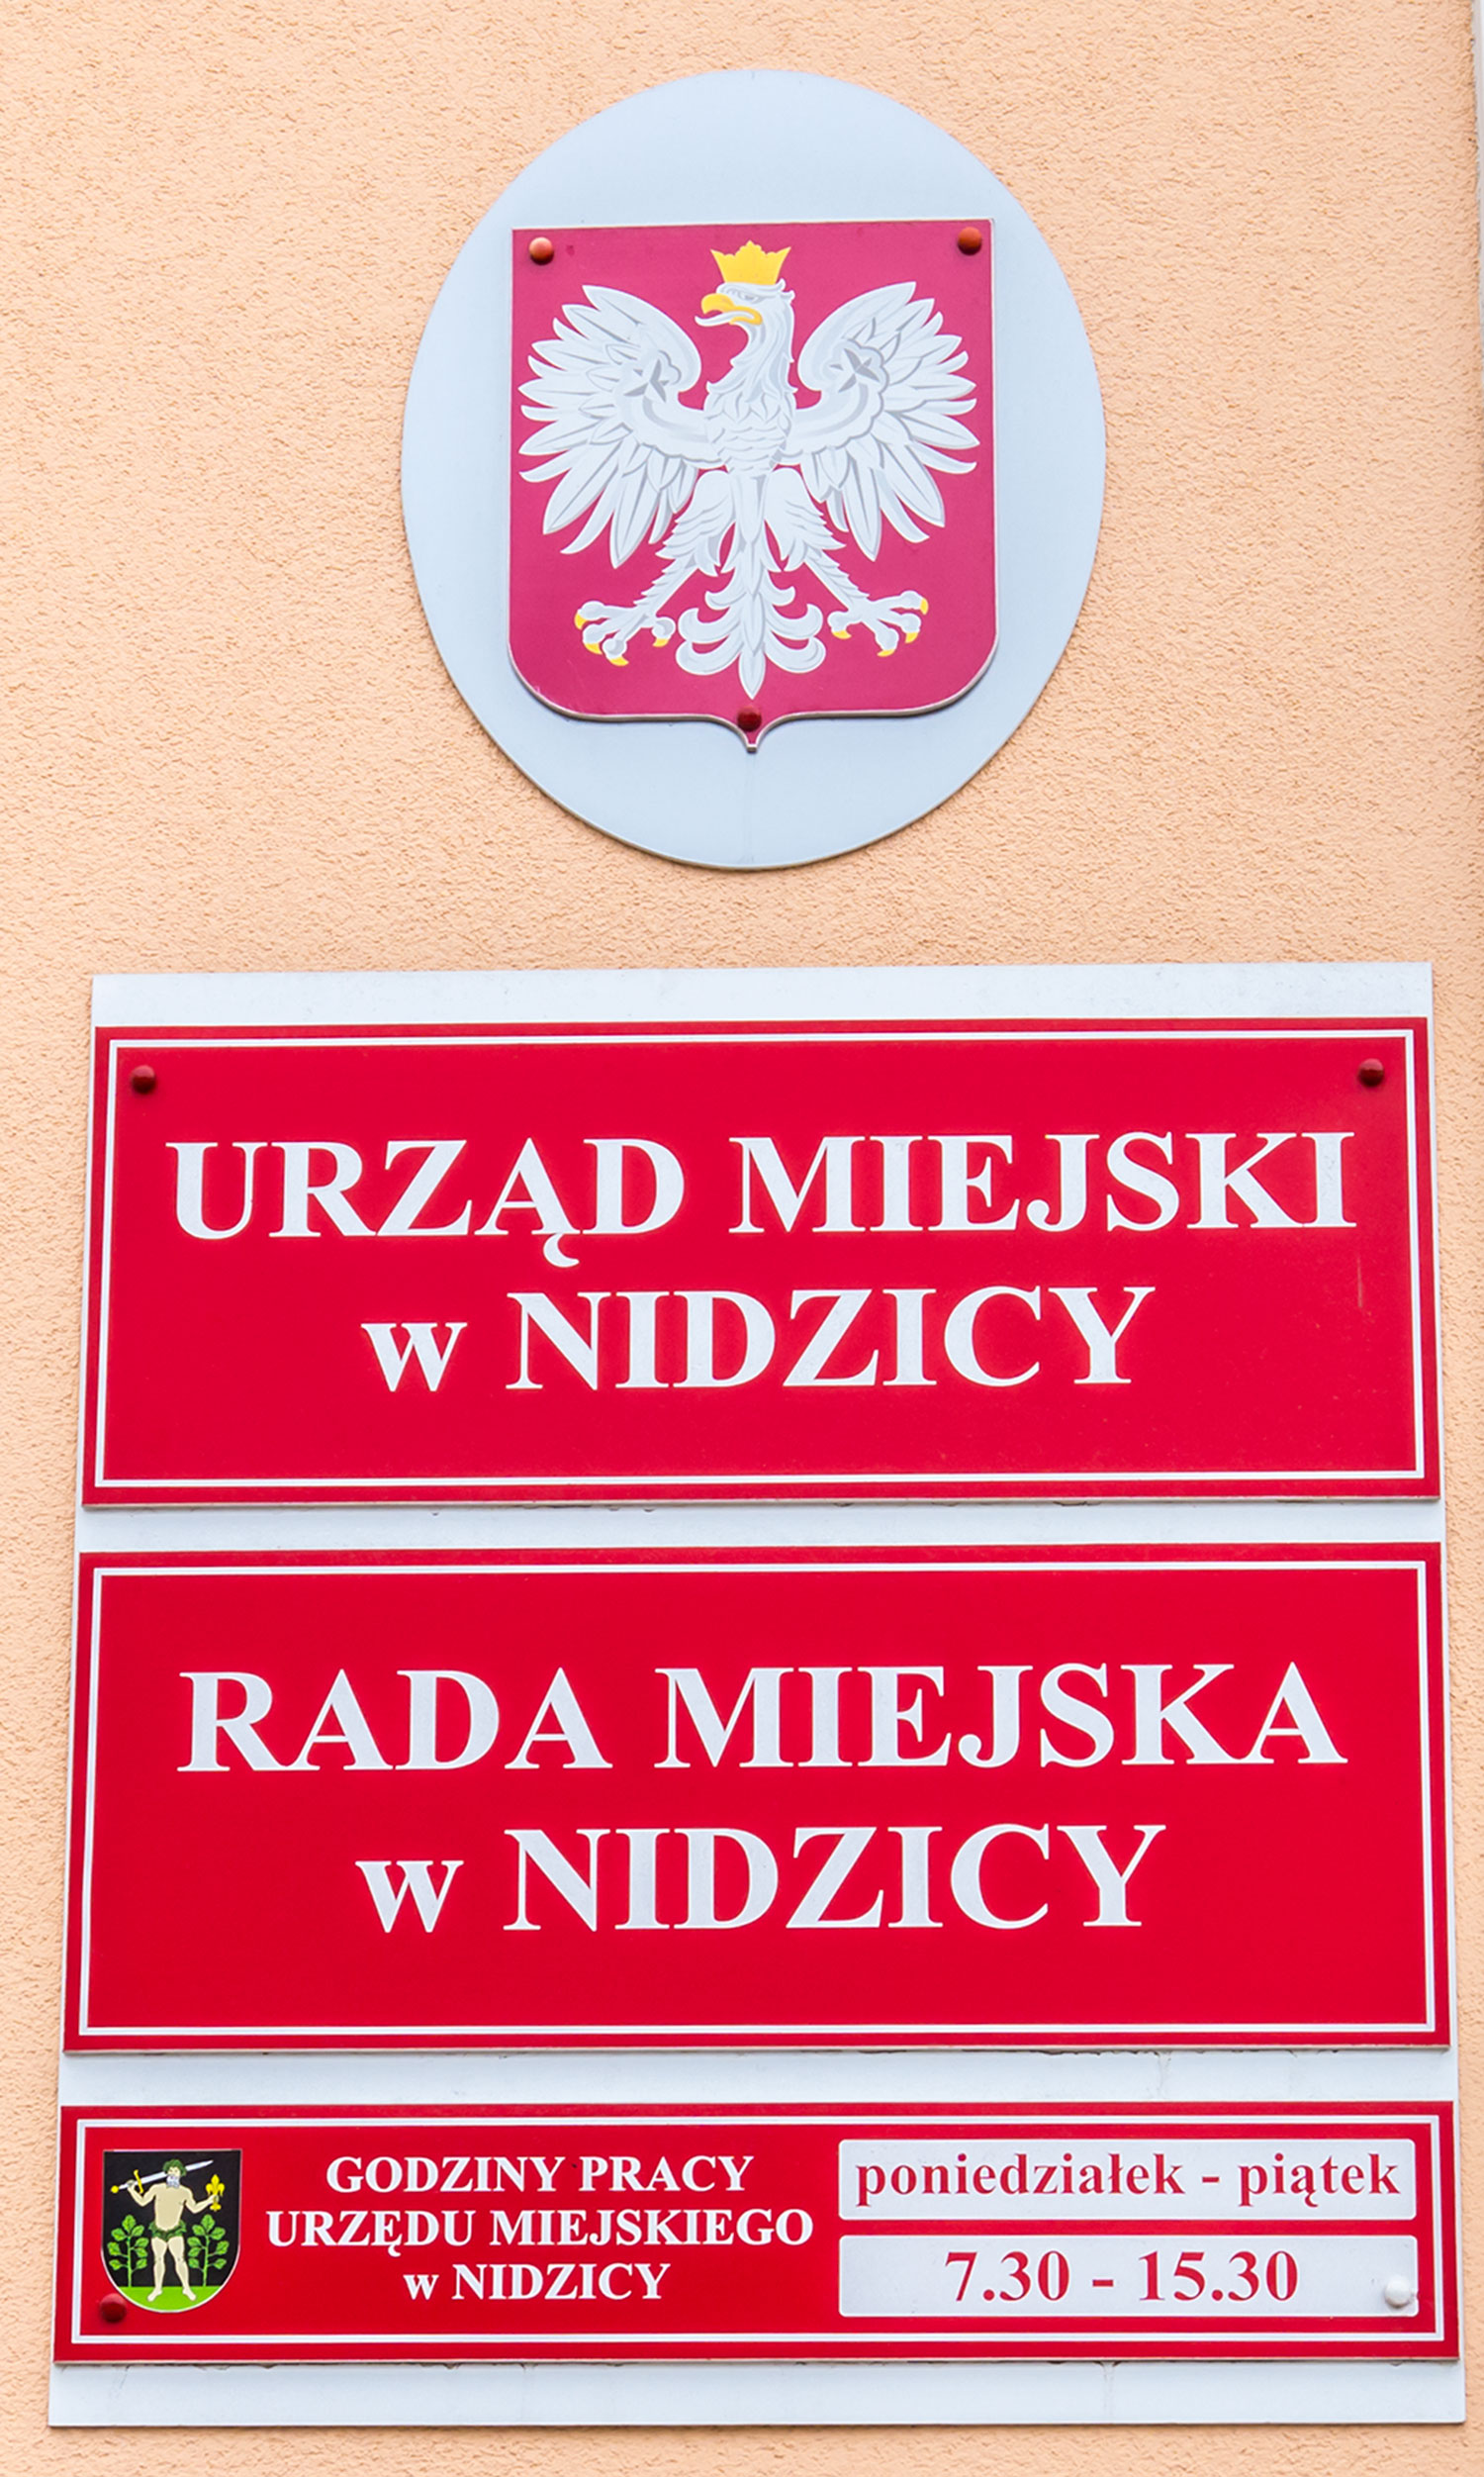 URZĄD MIEJSKI
w NIDZICY
RADA MIEJSKA
w NIDZICY
GODZINY PRACY
URZĘDU MIEJSKIEGO
w NIDZICY
poniedziałek - piątek
7.30 - 15.30